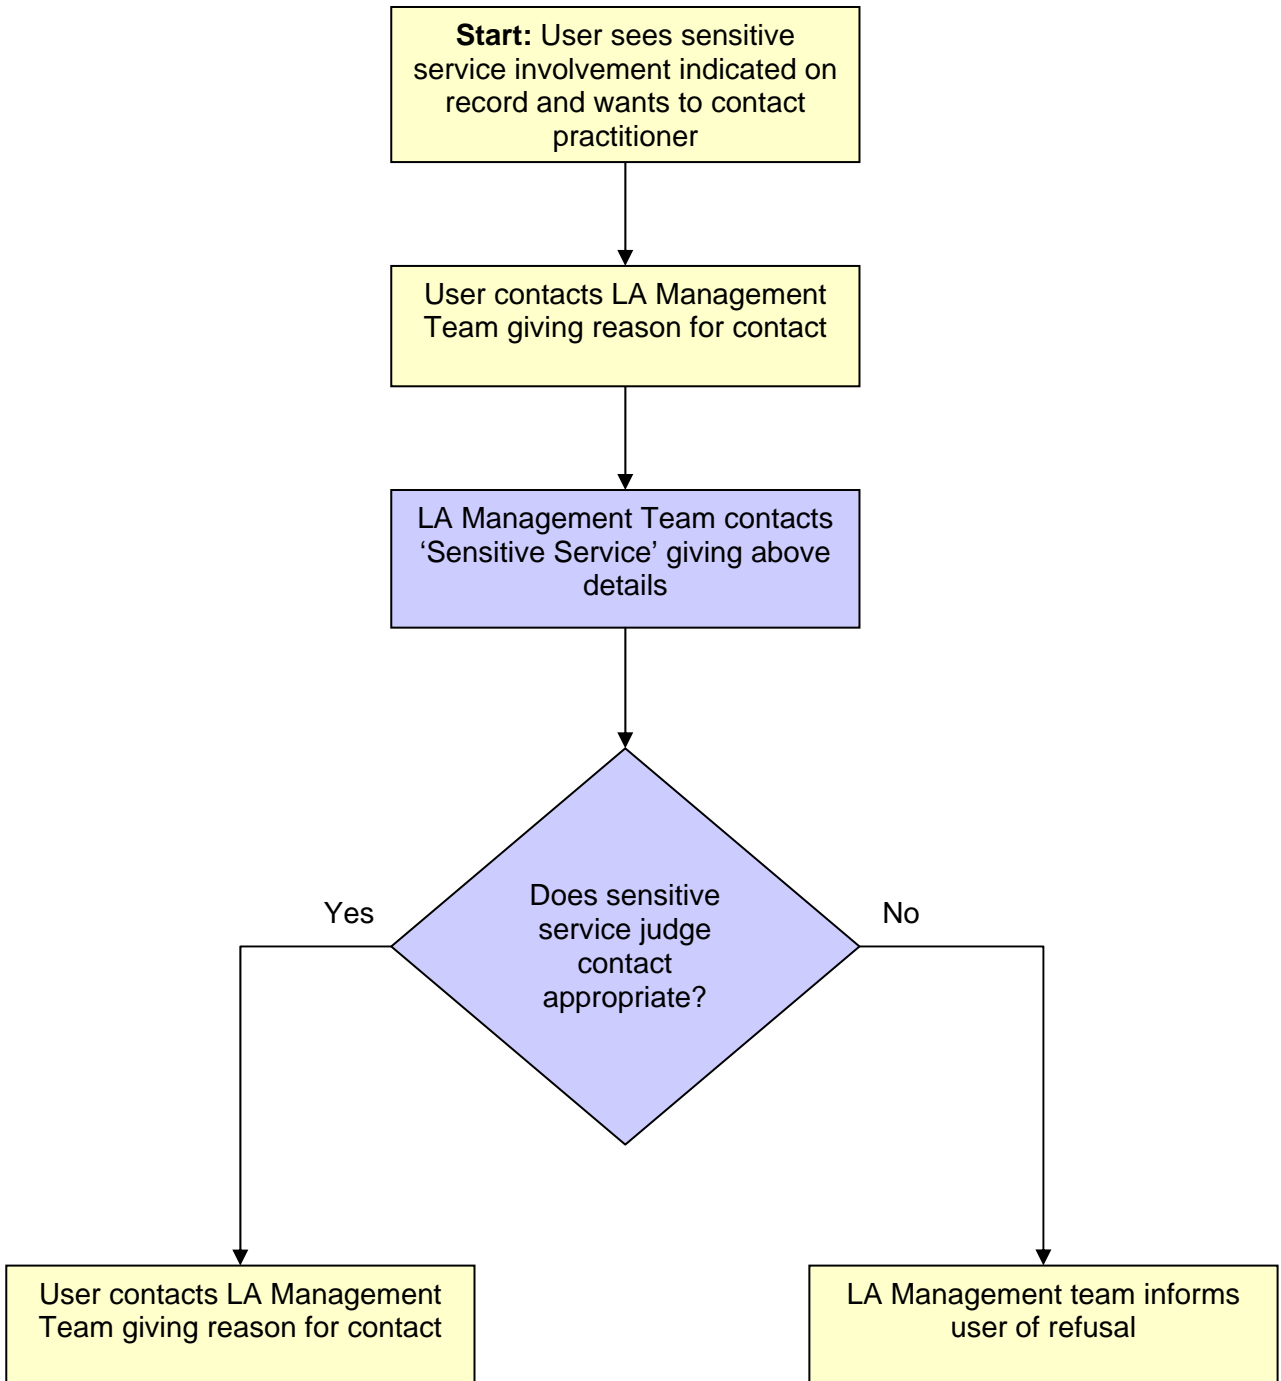 Start: User sees sensitive
service involvement indicated on
record and wants to contact
practitioner
User contacts LA Management
Team giving reason for contact
LA Management Team contacts
‘Sensitive Service’ giving above
details
Does sensitive
service judge
contact
appropriate?
Yes
No
User contacts LA Management
Team giving reason for contact
LA Management team informs
user of refusal